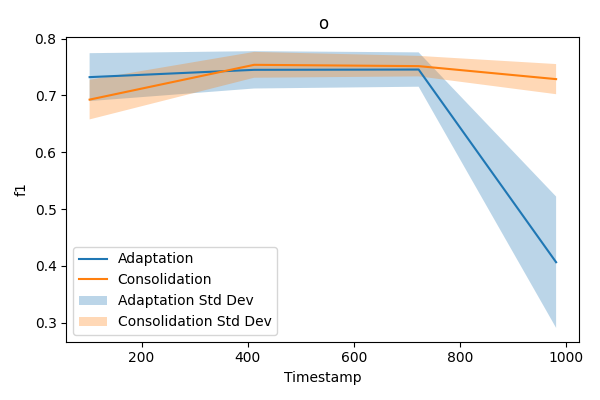 o
0.8
0.7
0.6
0.5
0.4
0.3
f1
Adaptation
Consolidation
Adaptation Std Dev
Consolidation Std Dev
200
400
600
800
1000
Timestamp